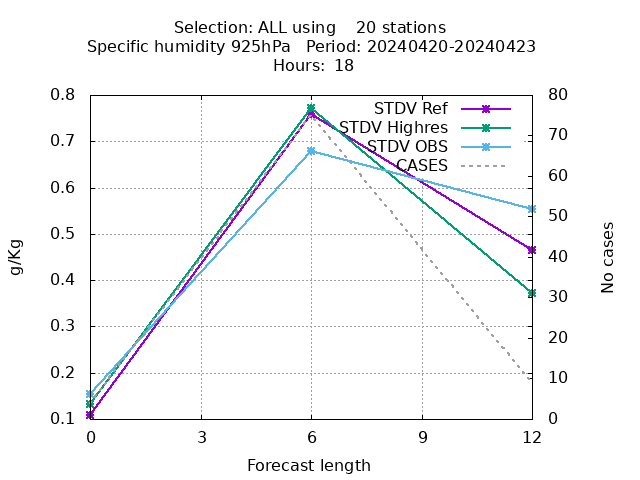 Selection: ALL using    20 stations
Specific humidity 925hPa   Period: 20240420-20240423
Hours:  18
0.8
0.7
0.6
0.5
0.4
0.3
0.2
0.1
g/Kg
STDV Ref
STDV Highres
STDV OBS
CASES
80
70
60
50
40
30
20
10
0
No cases
0 3 6 9 12
Forecast length